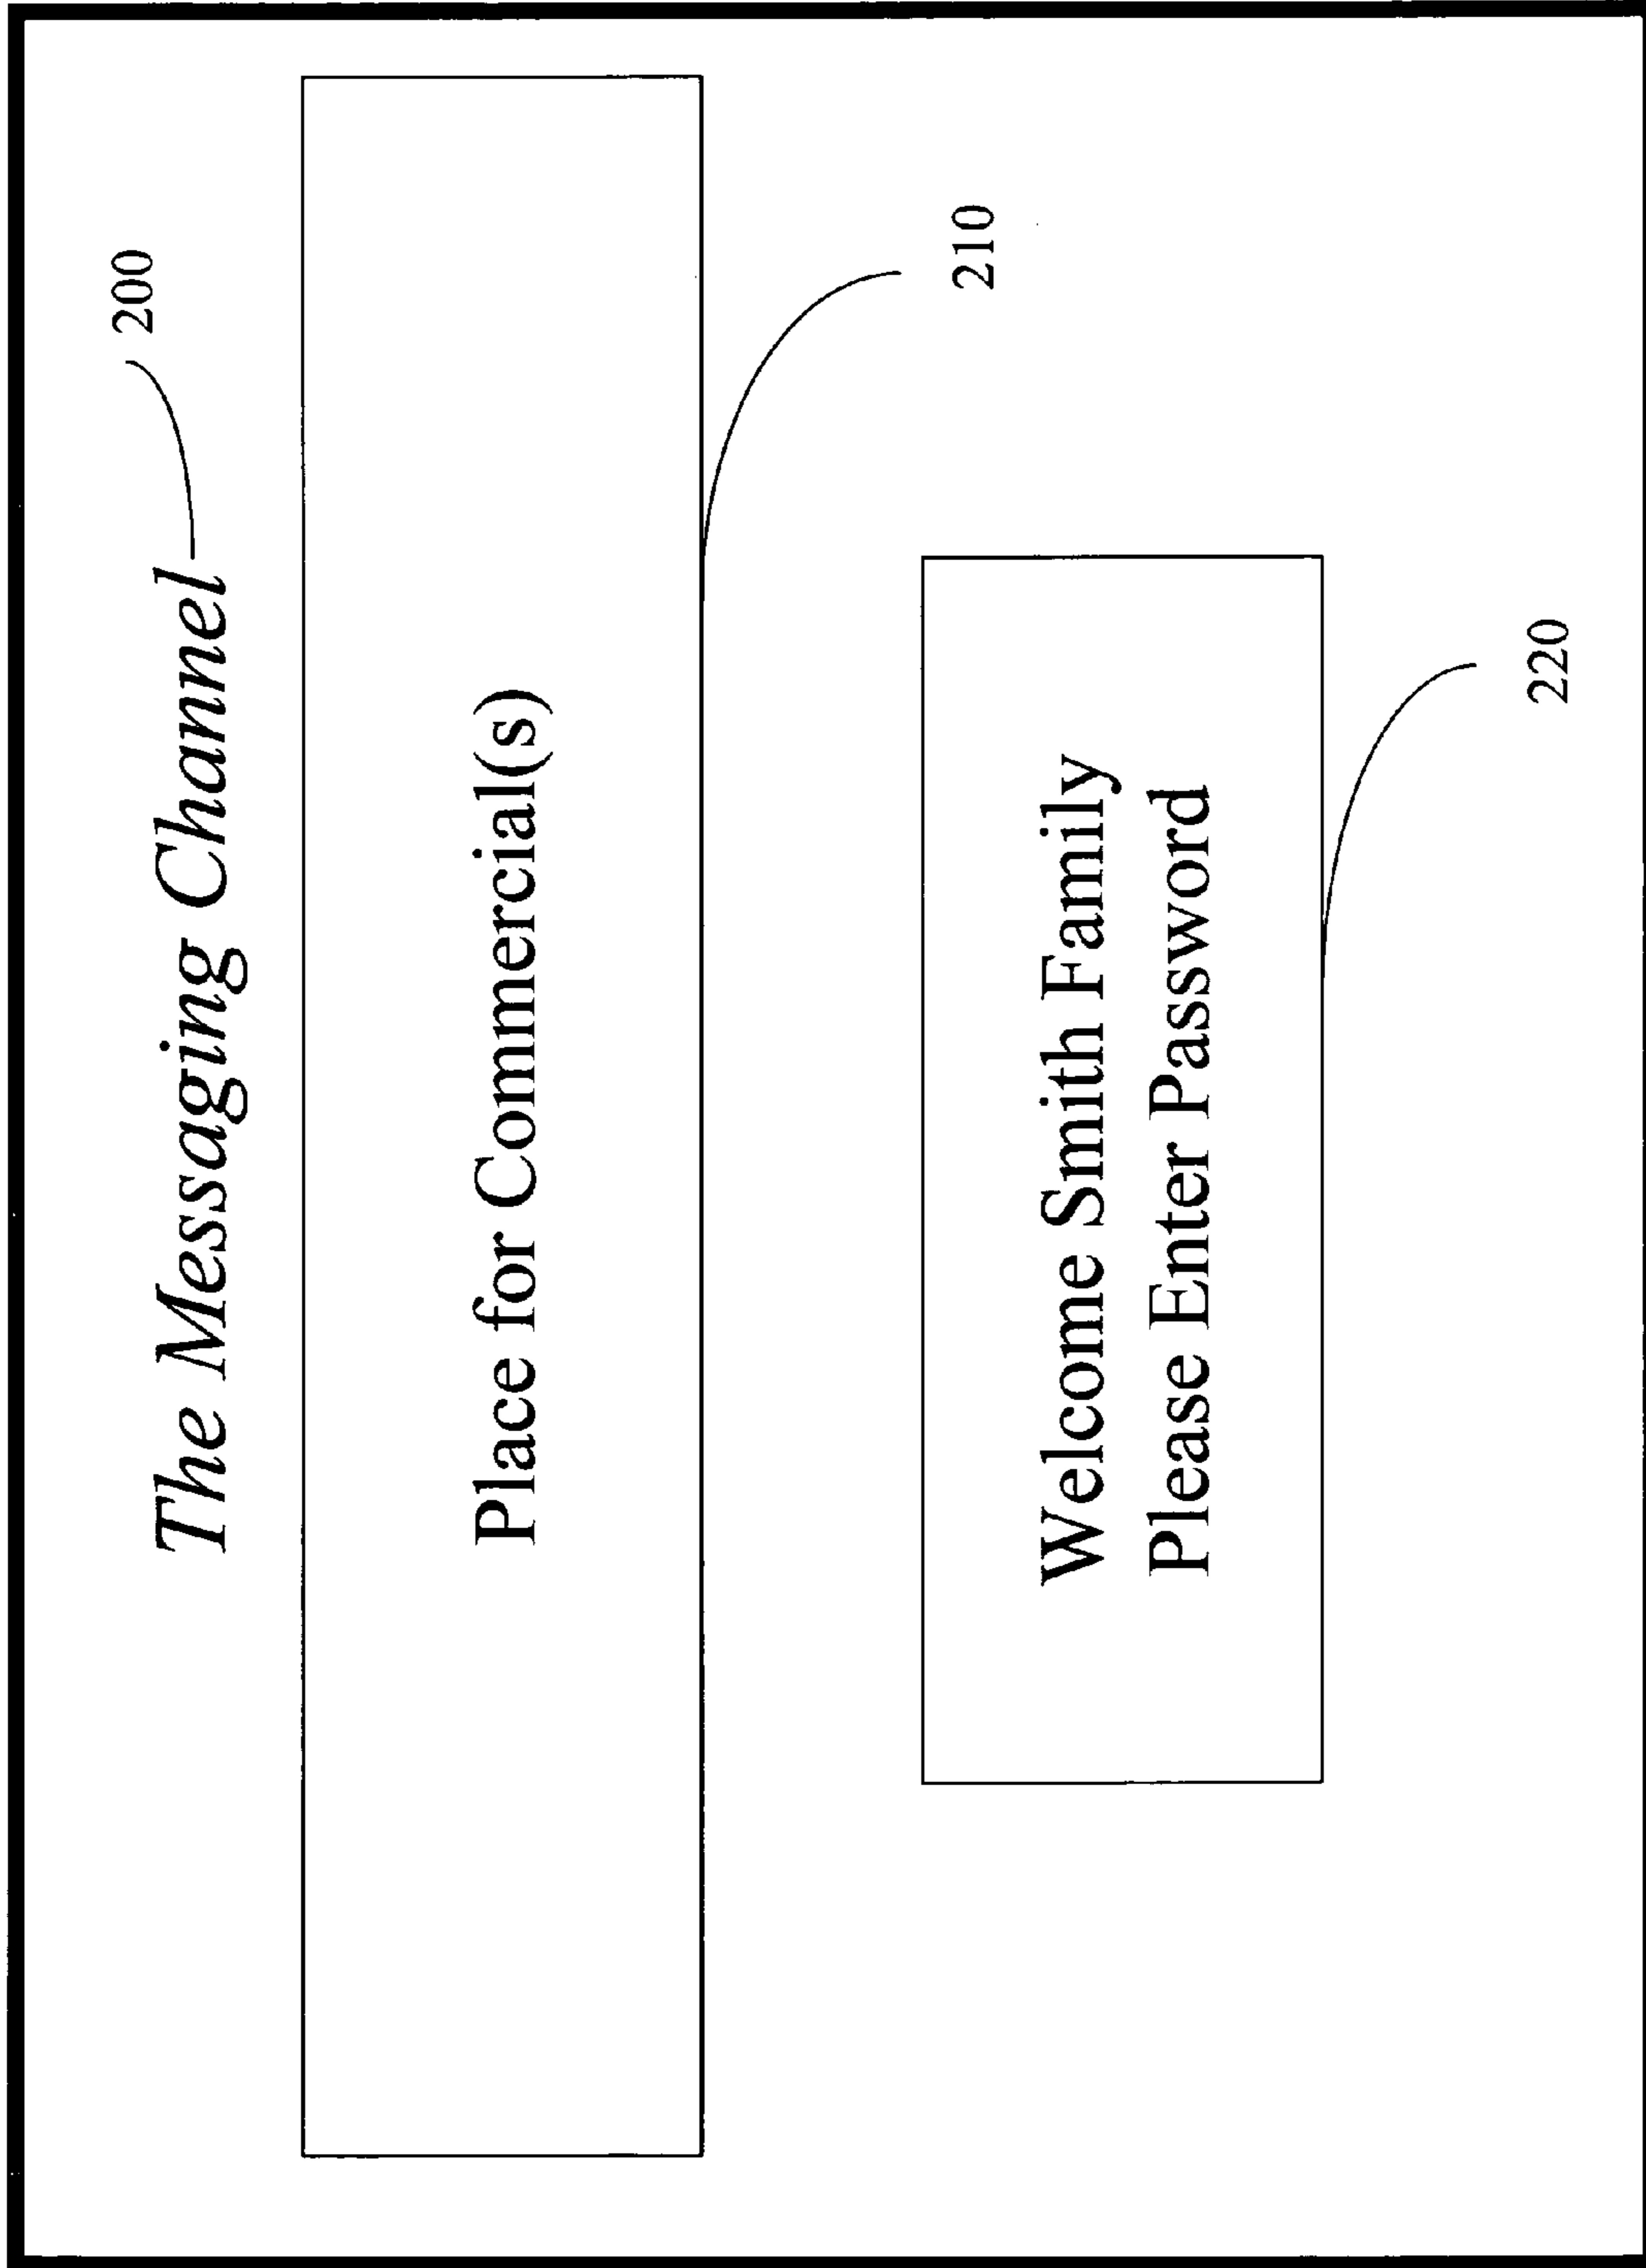 The Messaging Channel
200
Place for Commercial(s)
210
Welcome Smith Family
Please Enter Password
220